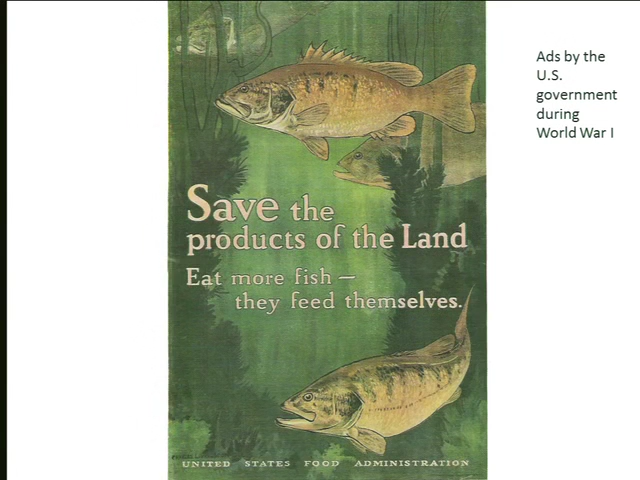 Save the
products of the Land
Eat more fish —
they feed themselves.
UNITED STATES FOOD ADMINISTRATION
Ads by the
U.S.
government
during
World War I